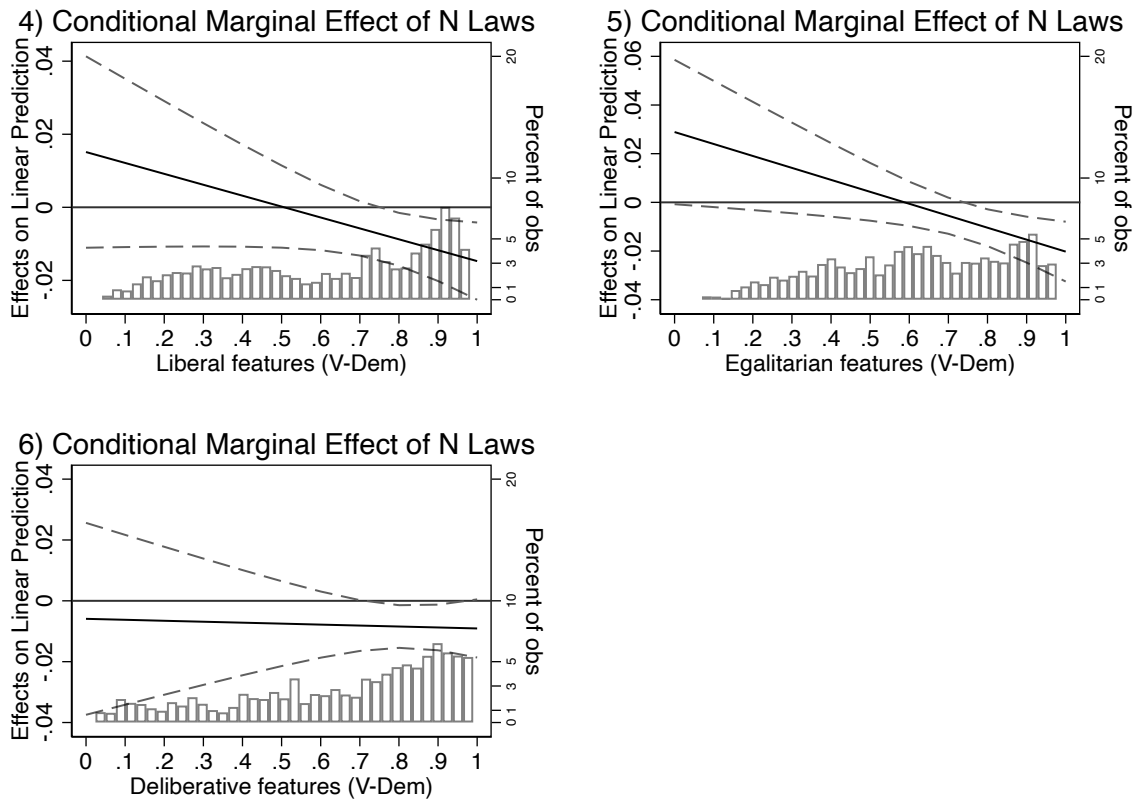 4) Conditional Marginal Effect of N Laws
Effects on Linear Prediction
.04
.02
0
-.02
20
10
5
3
1
0
Percent of obs
0 .1 .2 .3 .4 .5 .6 .7 .8 .9 1
Liberal features (V-Dem)
5) Conditional Marginal Effect of N Laws
Effects on Linear Prediction
.06
.04
.02
0
-.02
-.04
20
10
5
3
1
0
Percent of obs
0 .1 .2 .3 .4 .5 .6 .7 .8 .9 1
Egalitarian features (V-Dem)
6) Conditional Marginal Effect of N Laws
Effects on Linear Prediction
.04
.02
0
-.02
-.04
20
10
5
3
1
0
Percent of obs
0 .1 .2 .3 .4 .5 .6 .7 .8 .9 1
Deliberative features (V-Dem)